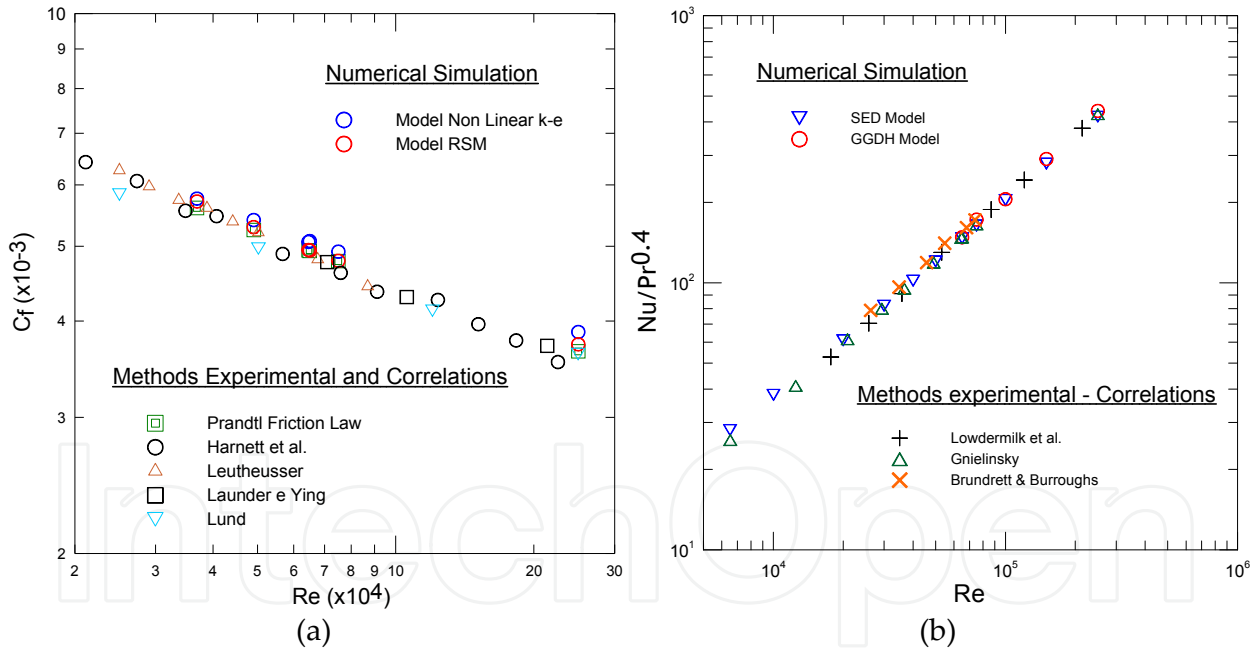 10
9
8
7
6
5
4
3
2
Cf (x10-3)
Numerical Simulation
Model Non Linear k-e
Model RSM
Methods Experimental and Correlations
Prandtl Friction Law
Harnett et al.
Leutheusser
Launder e Ying
Lund
2 3 4 5 6 7 8 9 10 20 30
Re (x104)
(a)
10^3
10^2
10^1
Nu/Pr0.4
Numerical Simulation
SED Model
GGDH Model
Methods experimental - Correlations
Lowdermilk et al.
Gnielinsky
Brundrett & Burroughs
10^4 10^5 10^6
Re
(b)
IntechOpen